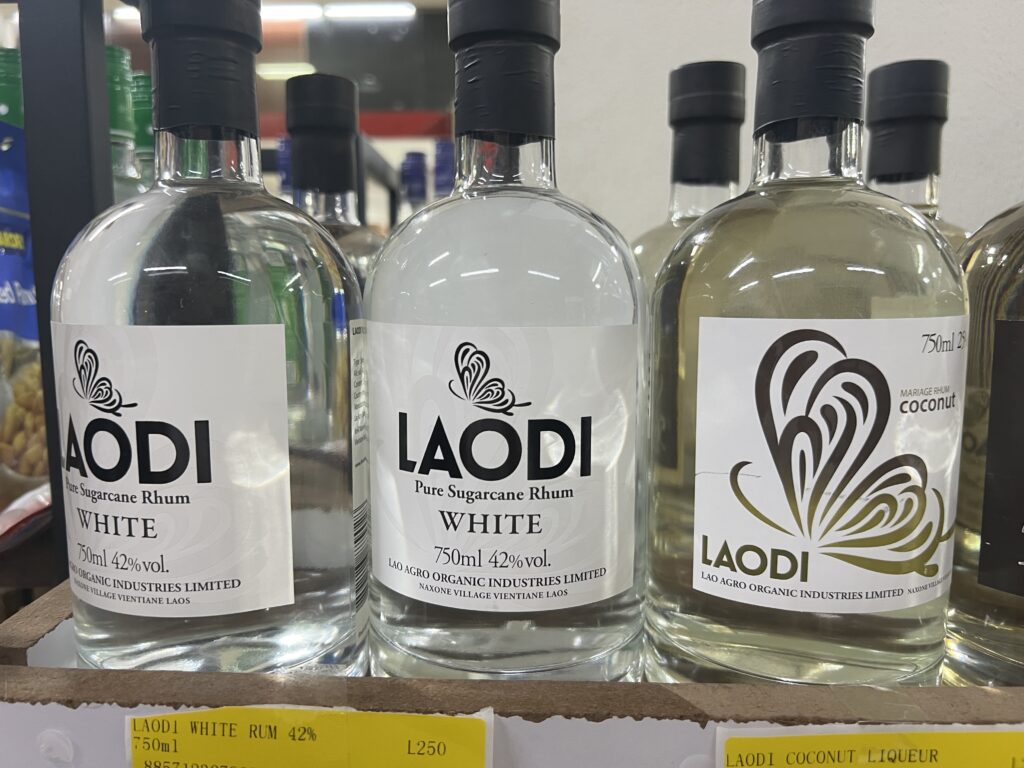 LAODI
Pure Sugarcane Rhum
WHITE
750ml 42%vol.
AGRO ORGANIC INDUSTRIES LIMITED
NAXONE VILLAGE VIENTIANE LAOS
LAODI
Pure Sugarcane Rhum
WHITE
750ml 42%vol.
LAO AGRO ORGANIC INDUSTRIES LIMITED
NAXONE VILLAGE VIENTIANE LAOS
750ml
MARIAGE RHUM
coconut
LAODI
LAO AGRO ORGANIC INDUSTRIES LIMITED NAXONE VILLAGE
LAODI WHITE RUM 42%
750ml
L250
LAODI COCONUT LIQUEUR